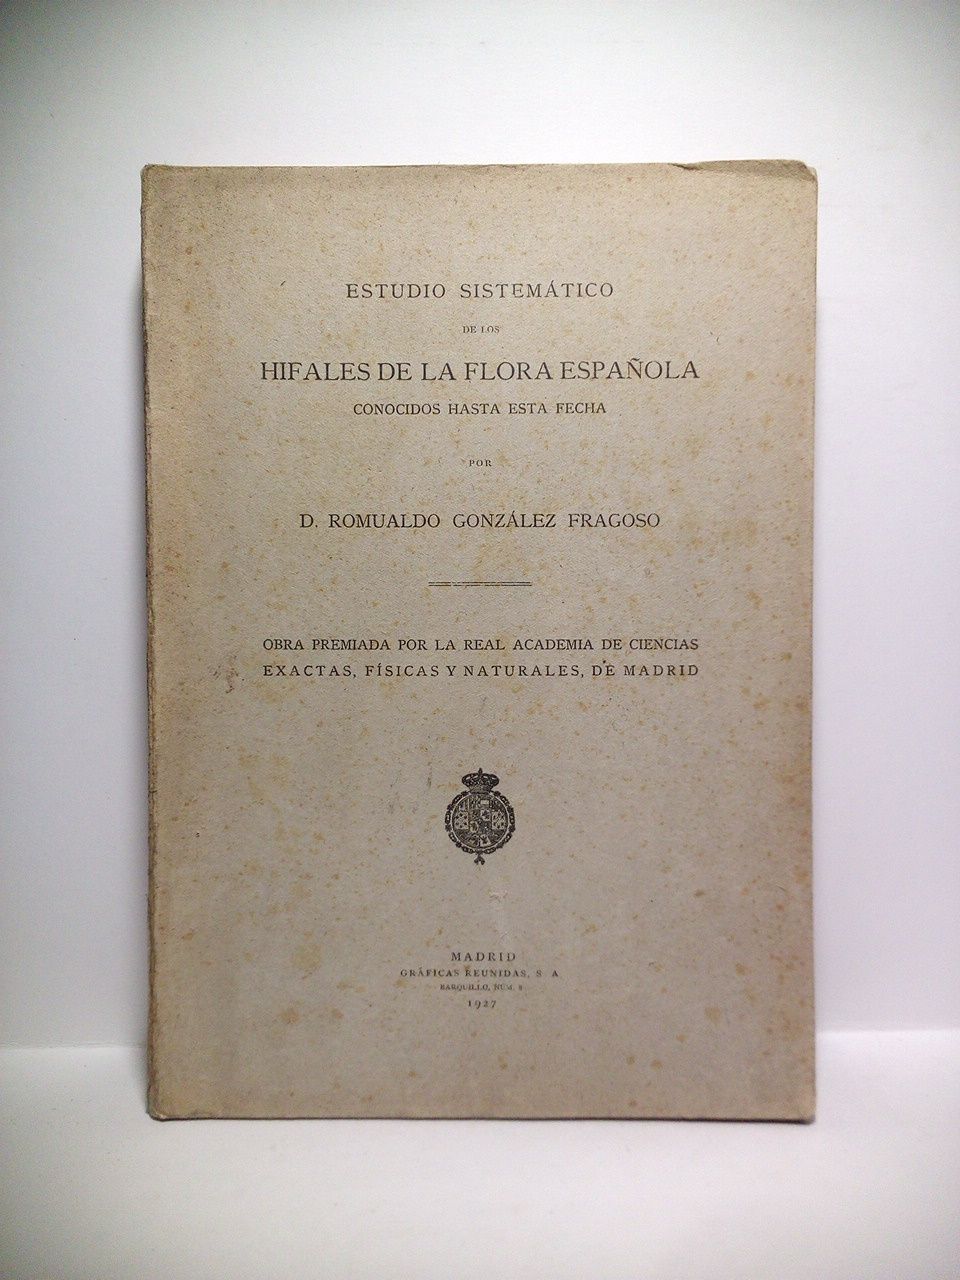 ESTUDIO SISTEMÁTICO
DE LOS
HIFALES DE LA FLORA ESPAÑOLA
CONOCIDOS HASTA ESTA FECHA
POR
D. ROMUALDO GONZÁLEZ FRAGOSO
OBRA PREMIADA POR LA REAL ACADEMIA DE CIENCIAS
EXACTAS, FÍSICAS Y NATURALES, DE MADRID
MADRID
GRÁFICAS REUNIDAS, S A
BARQUILLO, NÚM. 8
1927